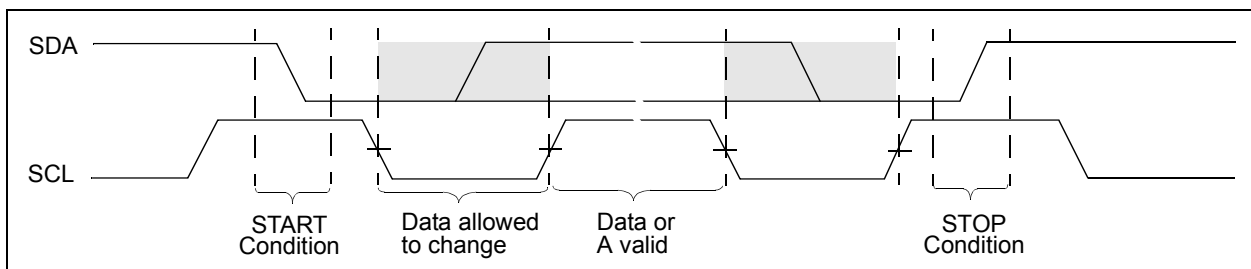 SDA
SCL
START
Condition
Data allowed
to change
Data or
A valid
STOP
Condition